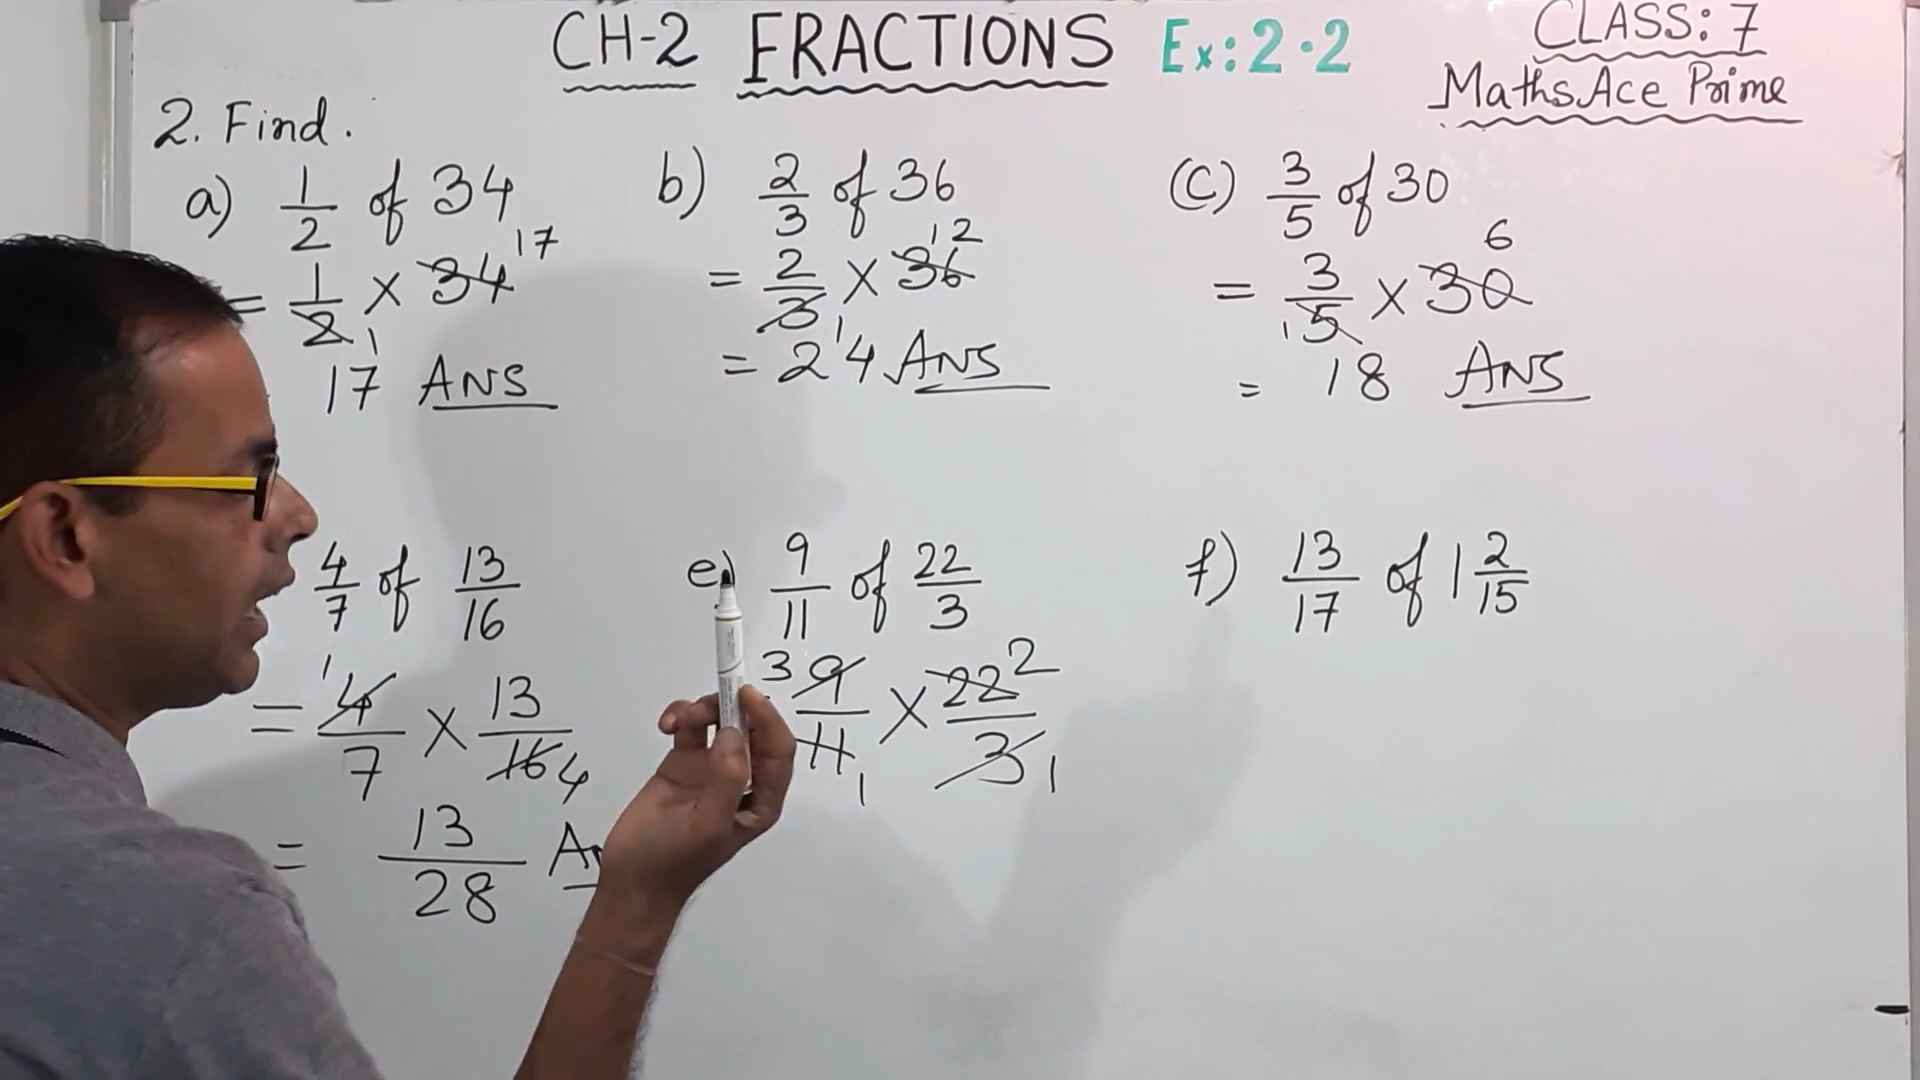 CH-2 FRACTIONS Ex:2.2
CLASS: 7
Maths Ace Prime
2. Find.
a) 1/2 of 34
= 1/2 1 × 34 17
17 ANS
b) 2/3 of 36
= 2/3 1 × 36 12
= 24 ANS
(C) 3/5 of 30
= 3/5 1 × 30 6
= 18 ANS
4/7 of 13/16
= 4 1/7 × 13/16 4
= 13/28
e) 9/11 of 22/3
9 3/11 1 × 22 2/3 1
f) 13/17 of 1 2/15